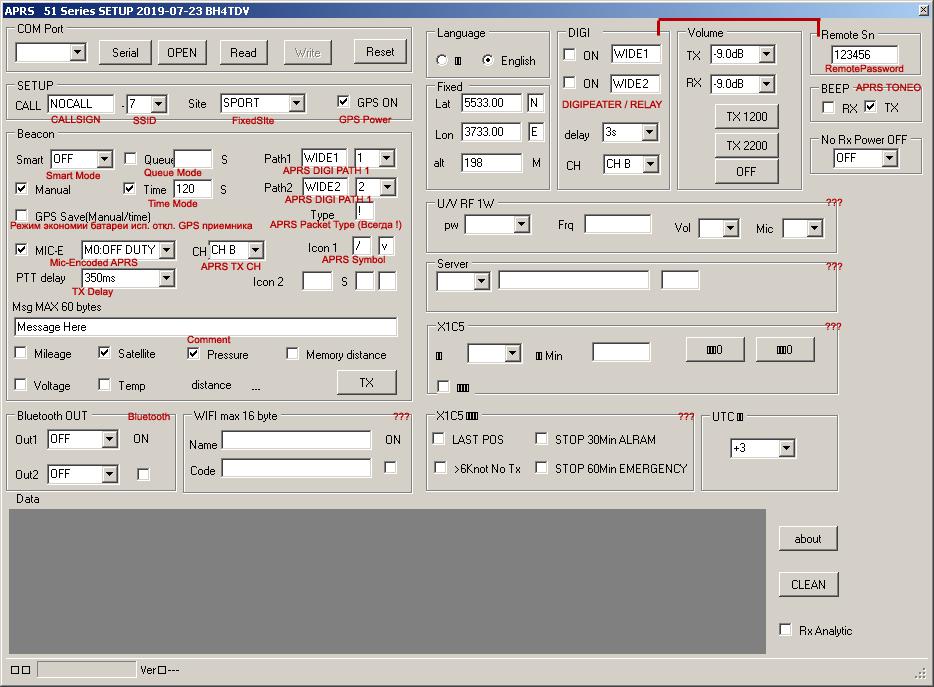 APRS 51 Series SETUP 2019-07-23 BH4TDV
COM Port
Serial OPEN Read Write Reset
SETUP
CALL NOCALL - 7 Site SPORT GPS ON
CALLSIGN SSID FixedSIte GPS Power
Beacon
Smart OFF Queue S Path1 WIDE1 1
Smart Mode Queue Mode APRS DIGI PATH 1
Manual Time 120 S Path2 WIDE2 2
Time Mode APRS DIGI PATH 1
GPS Save(Manual/time) Type !
Режим экономии батареи исп. откл. GPS приемника APRS Packet Type (Всегда !)
MIC-E M0:OFF DUTY CH CH B Icon 1 / v
Mic-Encoded APRS APRS TX CH APRS Symbol
PTT delay 350ms Icon 2 S
TX Delay
Msg MAX 60 bytes
Message Here
Comment
Mileage Satellite Pressure Memory distance
Voltage Temp distance ... TX
Bluetooth OUT Bluetooth
Out1 OFF ON
Out2 OFF
WIFI max 16 byte ???
Name ON
Code
Language
English
Fixed
Lat 5533.00 N
Lon 3733.00 E
alt 198 M
DIGI
ON WIDE1
ON WIDE2
DIGIPEATER / RELAY
delay 3s
CH CH B
Volume
TX -9.0dB
RX -9.0dB
TX 1200
TX 2200
OFF
Remote Sn
123456
RemotePassword
BEEP APRS TONEO
RX TX
No Rx Power OFF
OFF
U/V RF 1W ???
pw Frq Vol Mic
Server ???
X1C5 ???
Min 0 0
X1C5 ???
LAST POS STOP 30Min ALRAM
>6Knot No Tx STOP 60Min EMERGENCY
UTC
+3
Data
about
CLEAN
Rx Analytic
Ver ---